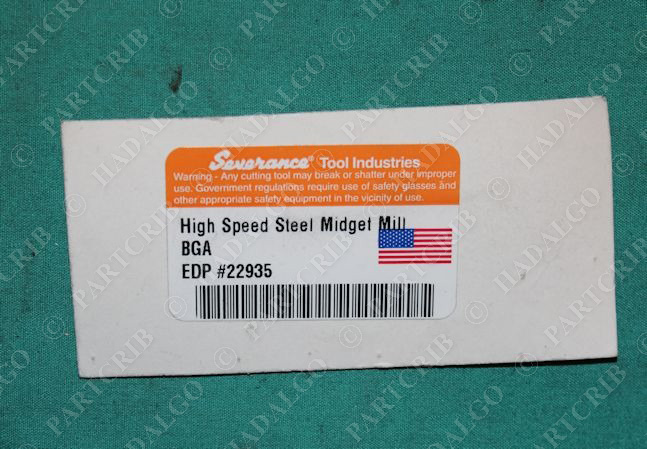 Severance® Tool Industries
Warning - Any cutting tool may break or shatter under improper
use. Government regulations require use of safety glasses and
other appropriate safety equipment in the vicinity of use.
High Speed Steel Midget Mill
BGA
EDP #22935
PARTCRIB © HADALGO